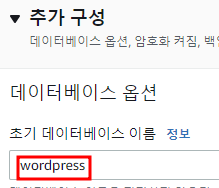 ▼ 추가 구성
데이터베이스 옵션, 암호화 켜짐, 백
데이터베이스 옵션
초기 데이터베이스 이름 정보
wordpress